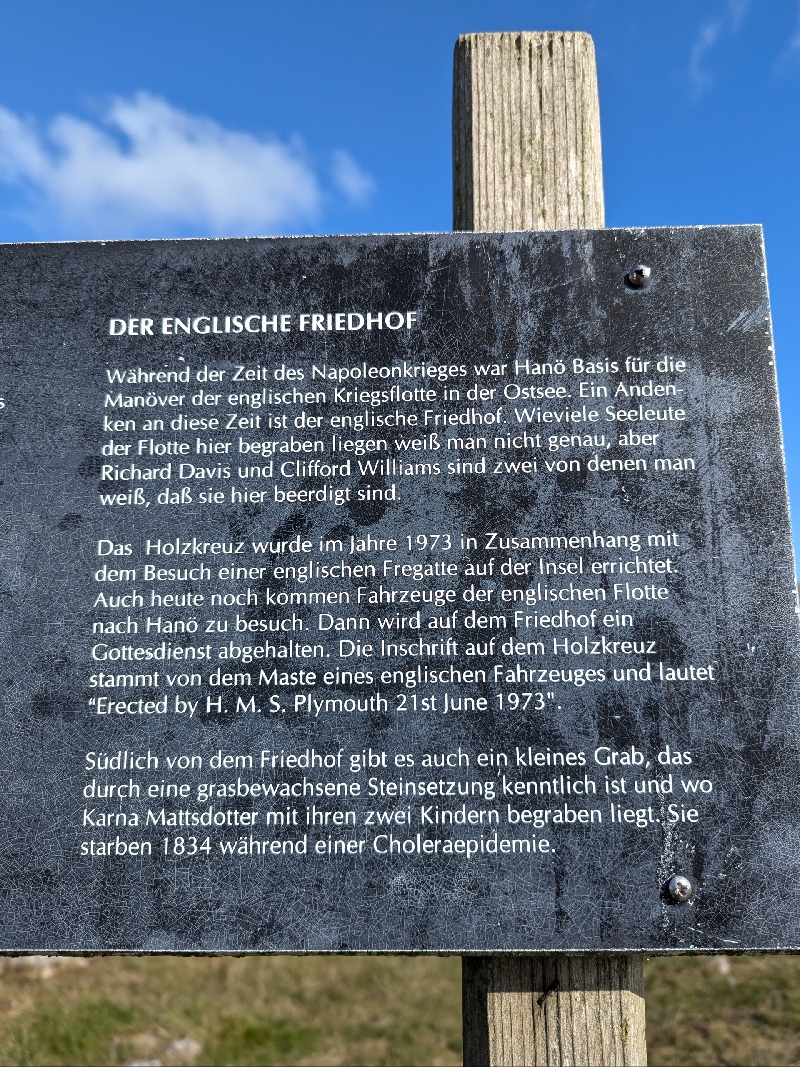 s
DER ENGLISCHE FRIEDHOF
Während der Zeit des Napoleonkrieges war Hanö Basis für die
Manöver der englischen Kriegsflotte in der Ostsee. Ein Anden-
ken an diese Zeit ist der englische Friedhof. Wieviele Seeleute
der Flotte hier begraben liegen weiß man nicht genau, aber
Richard Davis und Clifford Williams sind zwei von denen man
weiß, daß sie hier beerdigt sind.
Das Holzkreuz wurde im Jahre 1973 in Zusammenhang mit
dem Besuch einer englischen Fregatte auf der Insel errichtet.
Auch heute noch kommen Fahrzeuge der englischen Flotte
nach Hanö zu besuch. Dann wird auf dem Friedhof ein
Gottesdienst abgehalten. Die Inschrift auf dem Holzkreuz
stammt von dem Maste eines englischen Fahrzeuges und lautet
“Erected by H. M. S. Plymouth 21st June 1973".
Südlich von dem Friedhof gibt es auch ein kleines Grab, das
durch eine grasbewachsene Steinsetzung kenntlich ist und wo
Karna Mattsdotter mit ihren zwei Kindern begraben liegt. Sie
starben 1834 während einer Choleraepidemie.